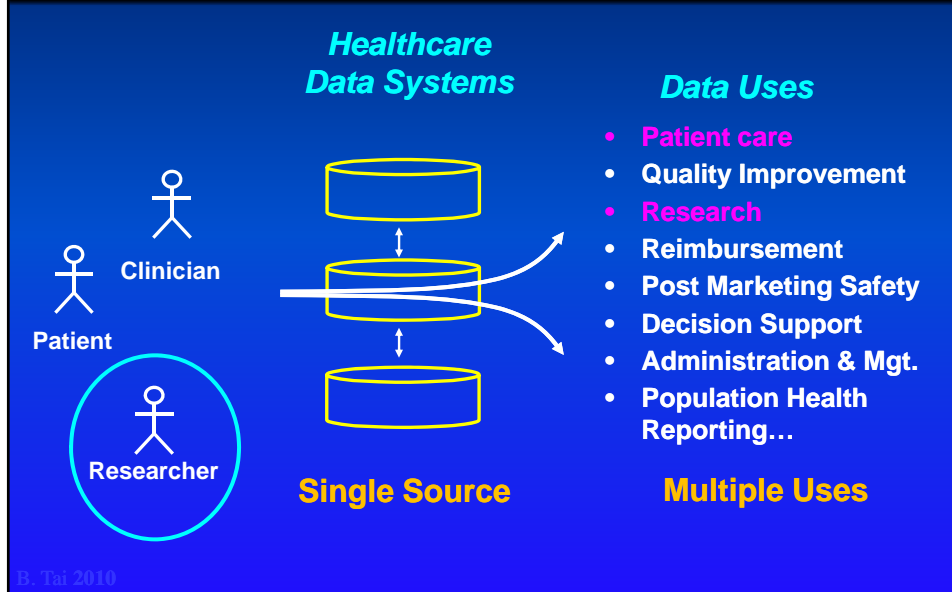 Healthcare
Data Systems
Data Uses
• Patient care
• Quality Improvement
• Research
• Reimbursement
• Post Marketing Safety
• Decision Support
• Administration & Mgt.
• Population Health
Reporting…
Clinician
Patient
Researcher
Single Source
Multiple Uses
B. Tai 2010